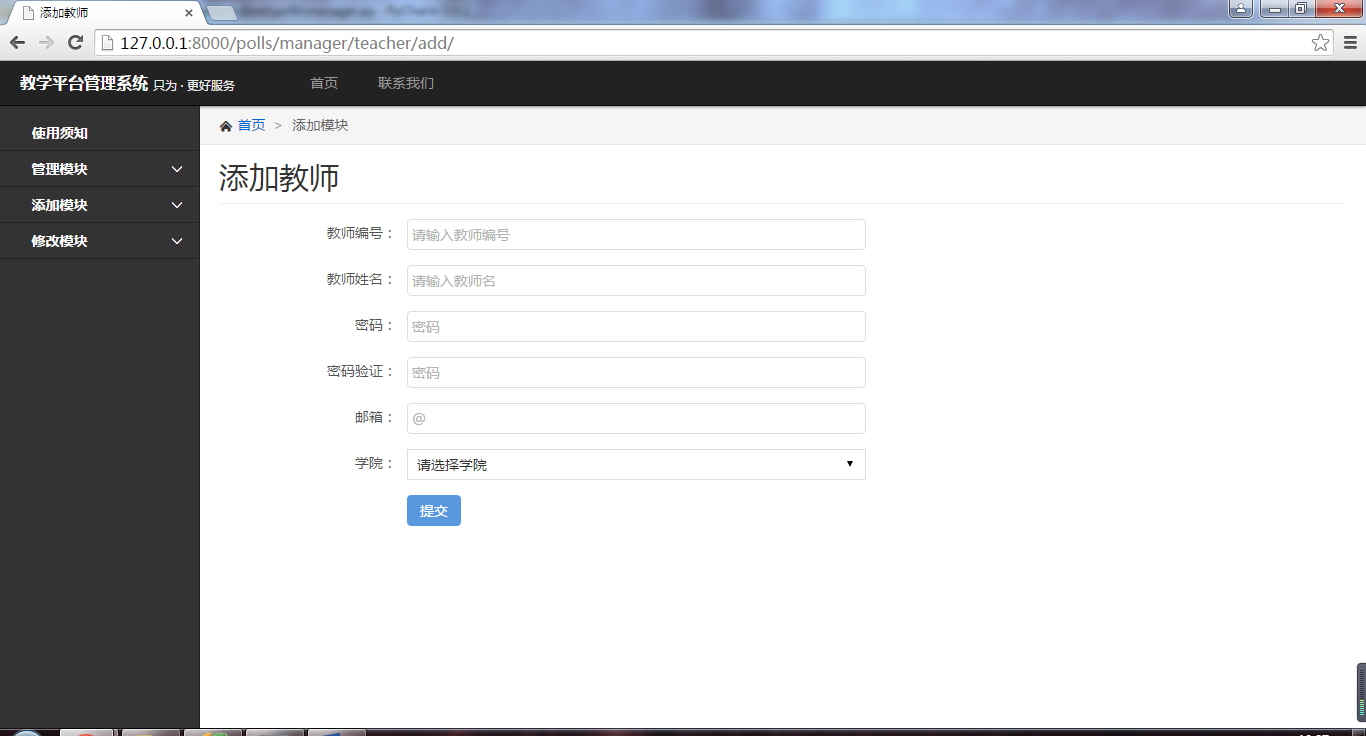 添加教师
127.0.0.1:8000/polls/manager/teacher/add/
教学平台管理系统 只为 · 更好服务 首页 联系我们
使用须知
管理模块
添加模块
修改模块
首页 > 添加模块
添加教师
教师编号： 请输入教师编号
教师姓名： 请输入教师名
密码： 密码
密码验证： 密码
邮箱： @
学院： 请选择学院
提交